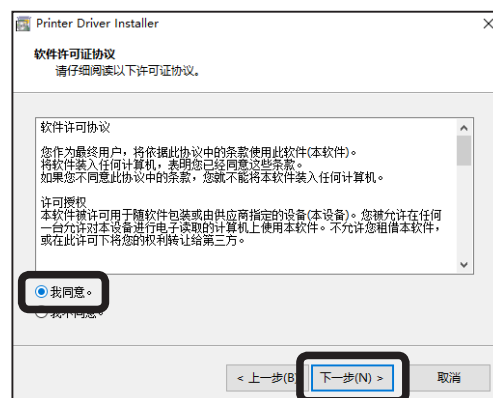 Printer Driver Installer
软件许可证协议
请仔细阅读以下许可证协议。
软件许可协议
您作为最终用户，将依据此协议中的条款使用此软件(本软件)。
将软件装入任何计算机，表明您已经同意这些条款。
如果您不同意此协议中的条款，您就不能将本软件装入任何计算机。
许可授权
本软件被许可用于随软件包装或由供应商指定的设备(本设备)。您被允许在任何
一台允许对本设备进行电子读取的计算机上使用本软件。不允许您租借本软件，
或在此许可下将您的权利转让给第三方。
我同意。
我不同意。
< 上一步(B) 下一步(N) > 取消